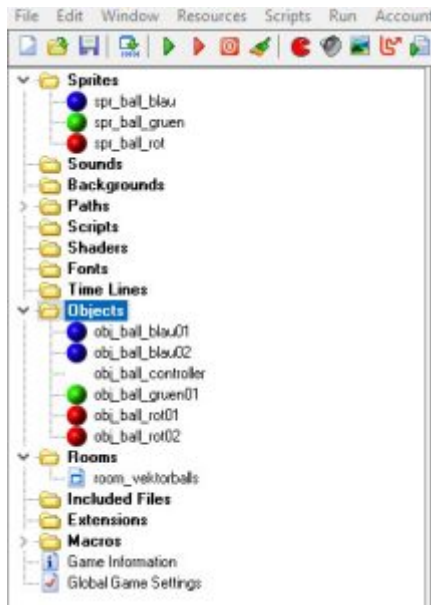 File Edit Window Resources Scripts Run Account
Sprites
spr_ball_blau
spr_ball_gruen
spr_ball_rot
Sounds
Backgrounds
Paths
Scripts
Shaders
Fonts
Time Lines
Objects
obj_ball_blau01
obj_ball_blau02
obj_ball_controller
obj_ball_gruen01
obj_ball_rot01
obj_ball_rot02
Rooms
room_vektorballs
Included Files
Extensions
Macros
Game Information
Global Game Settings